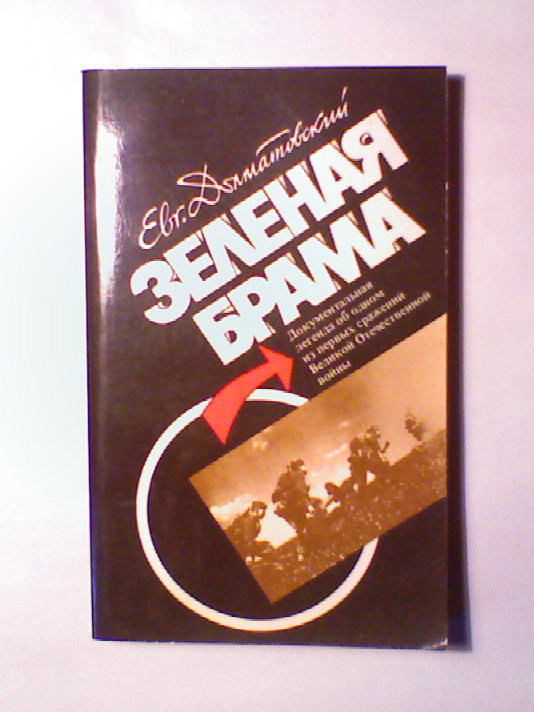 Евг. Долматовский
ЗЕЛЕНАЯ
БРАМА
Документальная
легенда об одном
из первых сражений
Великой Отечественной
войны